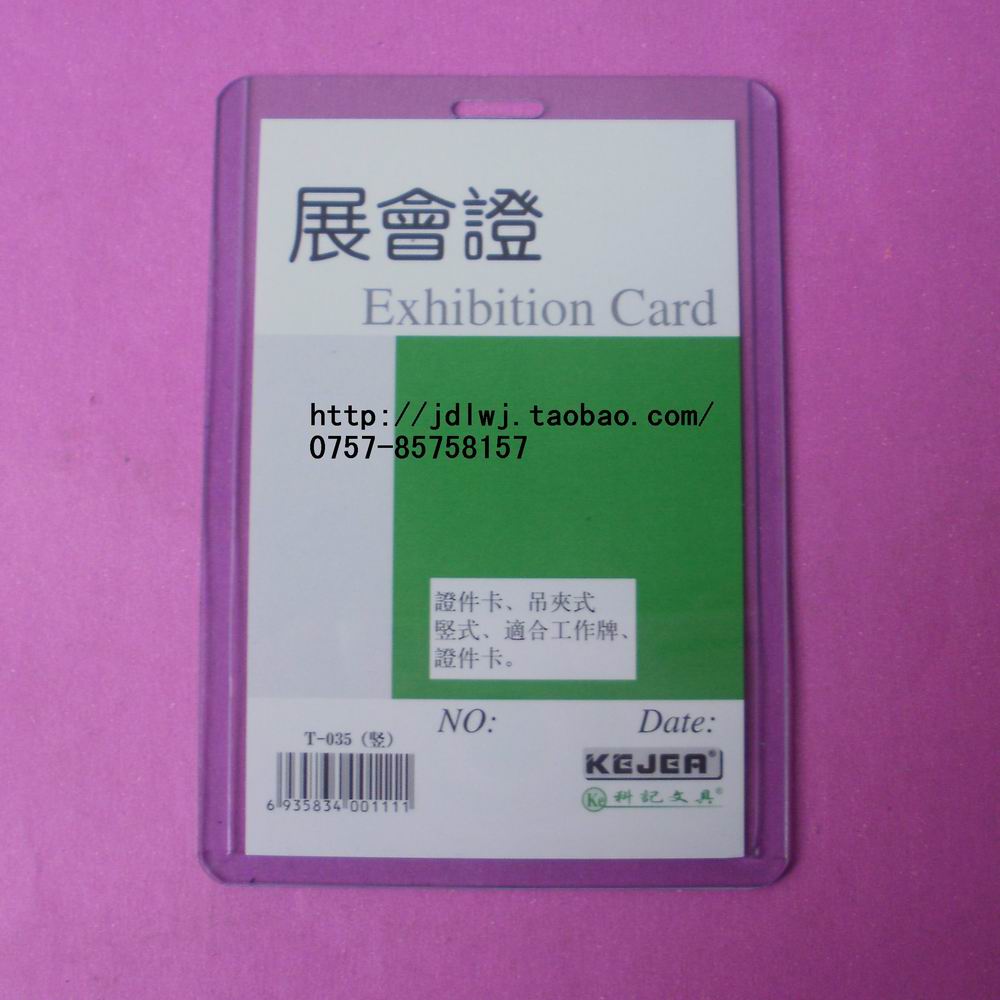 展會證
Exhibition Card
http://jdlwj.taobao.com/
0757-85758157
證件卡、吊夾式
竪式、適合工作牌、
證件卡。
NO:
Date:
T-035（竪）
6 935834 001111
KEJEA®
Ke 科記文具®